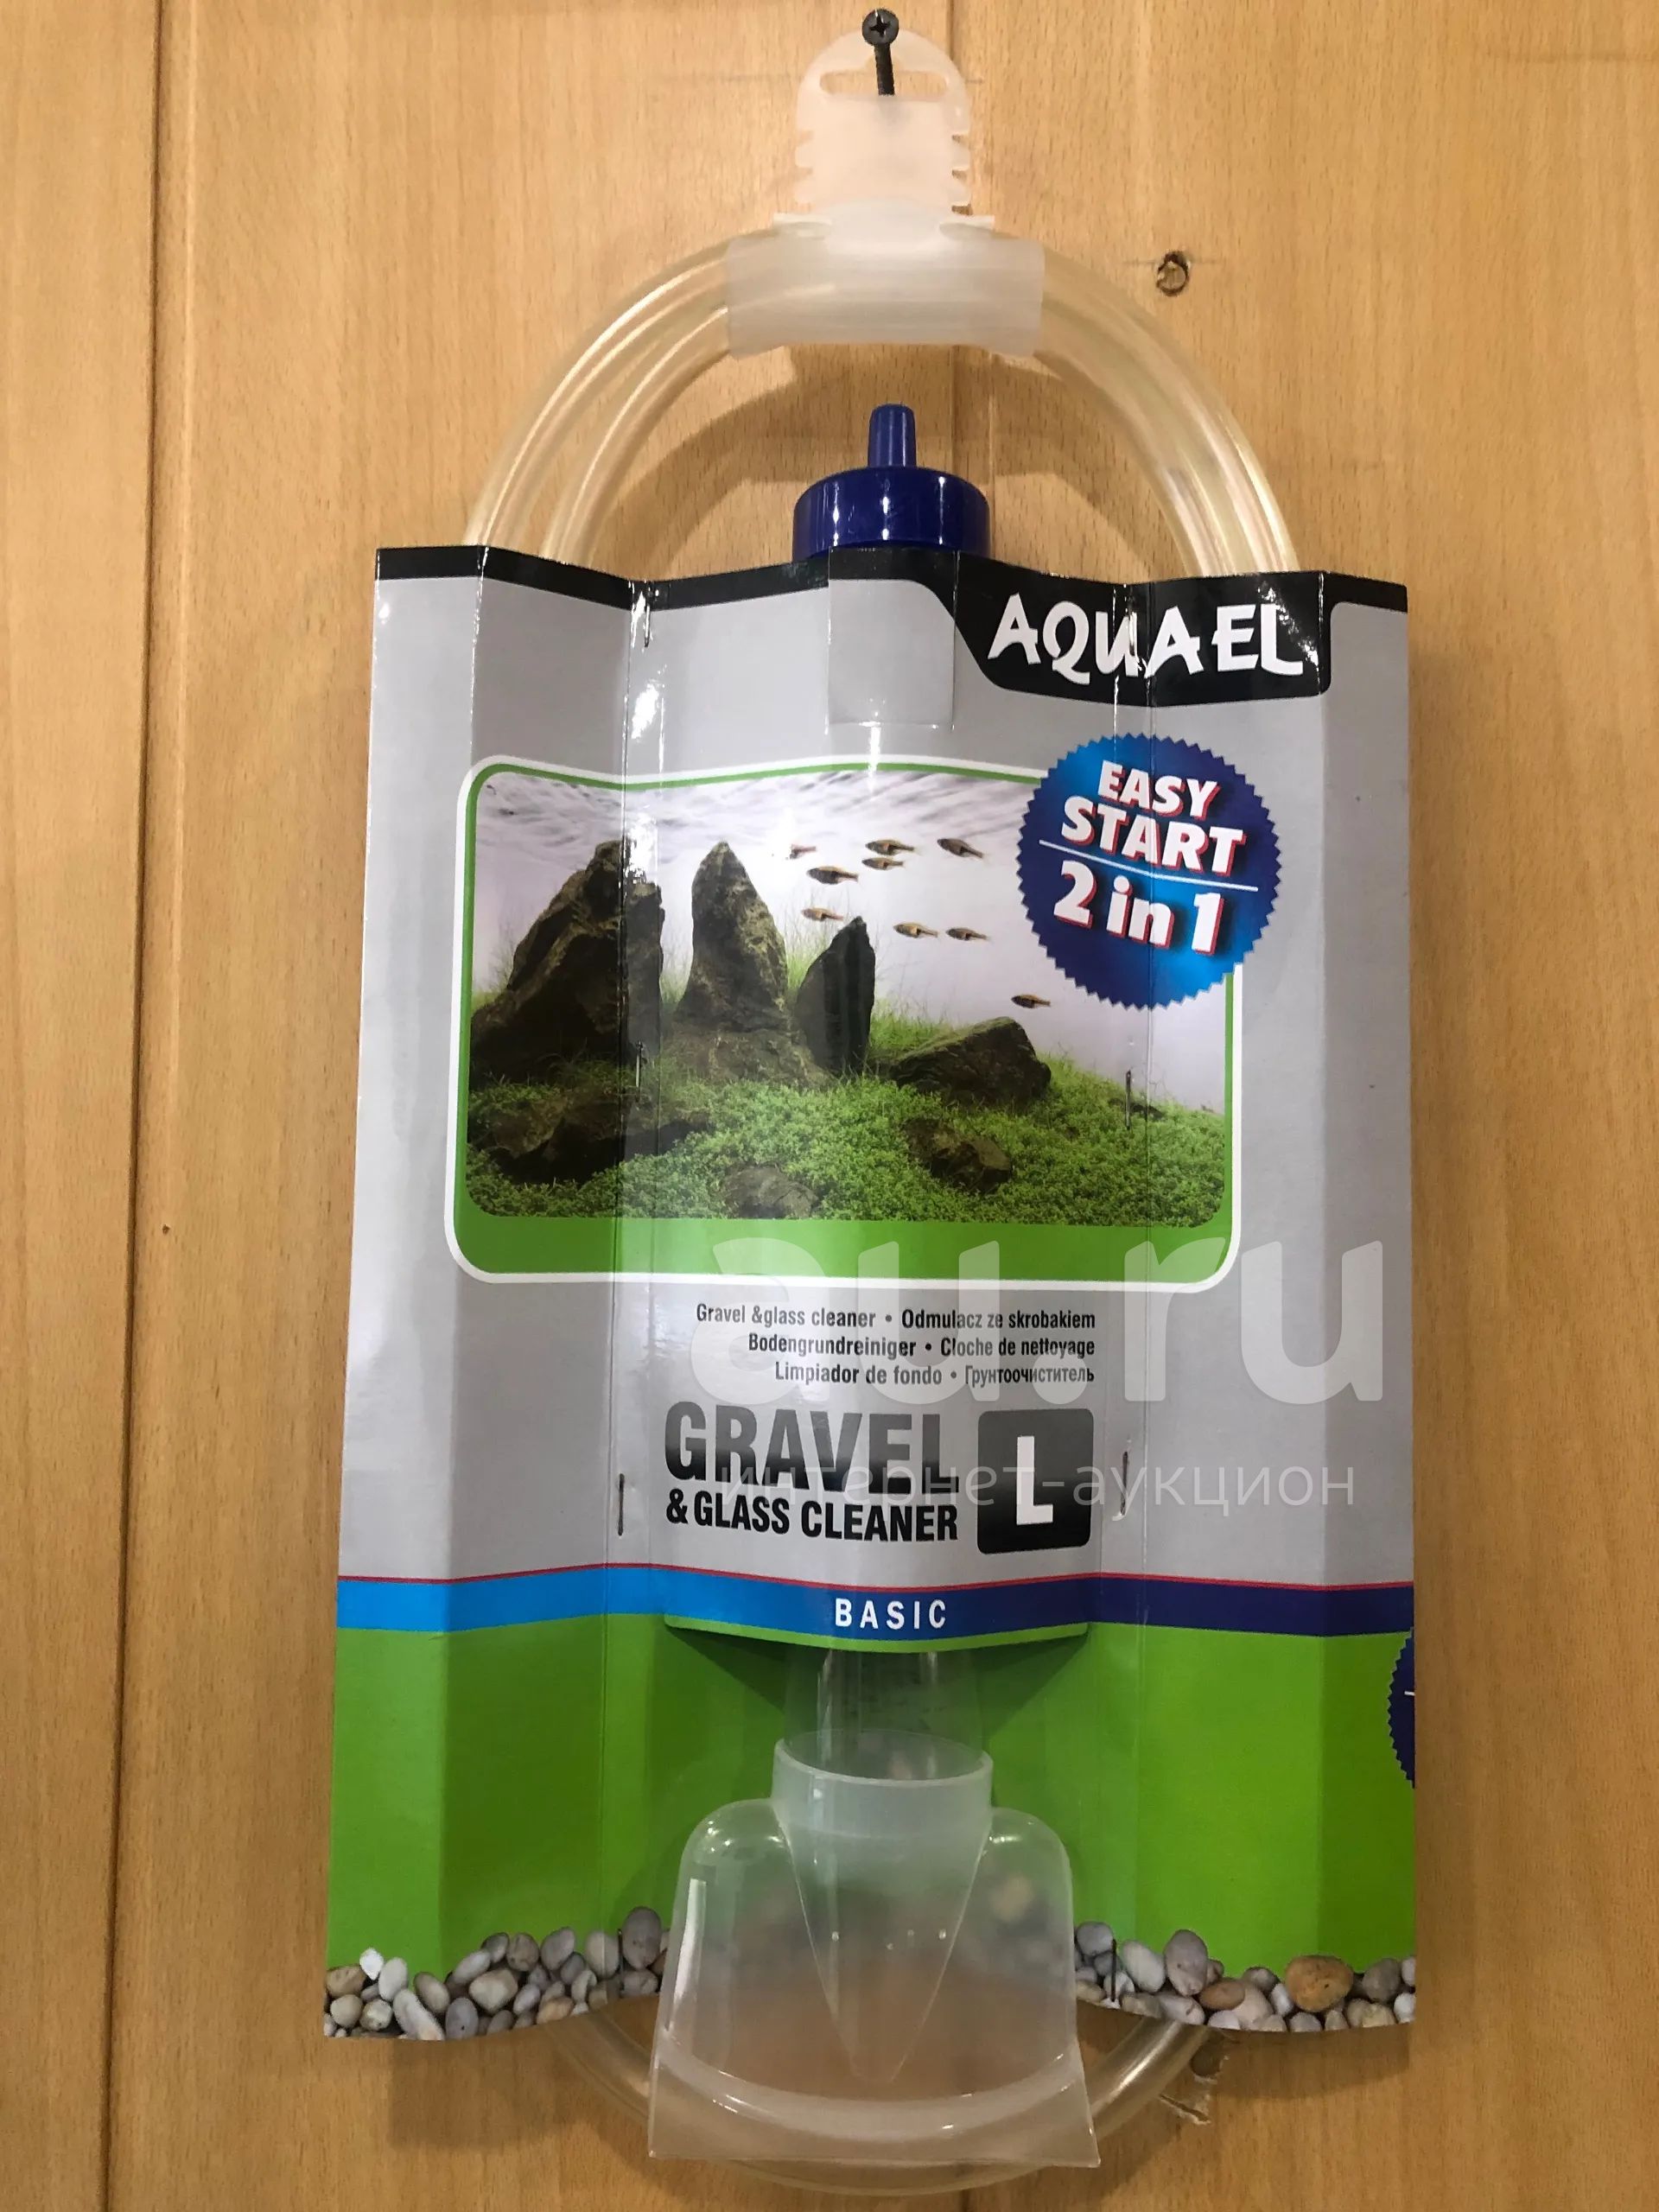 AQUAEL
EASY
START
2 in 1
Gravel &glass cleaner • Odmulacz ze skrobakiem
Bodengrundreiniger • Cloche de nettoyage
Limpiador de fondo • Грунтоочиститель
GRAVEL L
& GLASS CLEANER
BASIC
au.ru
интернет-аукцион